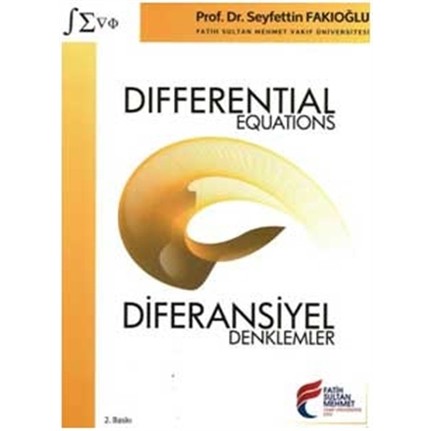 ∫∑∇Φ
Prof. Dr. Seyfettin FAKIOĞLU
FATİH SULTAN MEHMET VAKIF ÜNİVERSİTESİ
DIFFERENTIAL
EQUATIONS
DİFERANSİYEL
DENKLEMLER
FATİH
SULTAN
MEHMET
2. Baskı